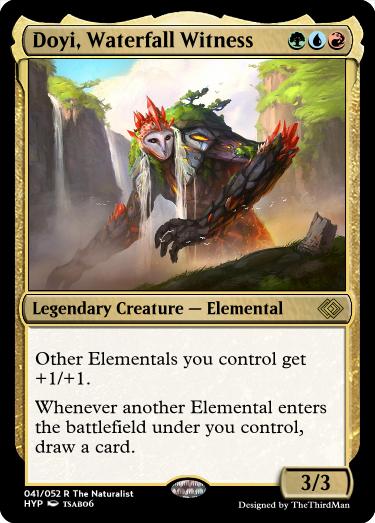 Doyi, Waterfall Witness
Legendary Creature — Elemental
Other Elementals you control get
+1/+1.
Whenever another Elemental enters
the battlefield under you control,
draw a card.
3/3
041/052 R The Naturalist
HYP TSAB06
Designed by TheThirdMan